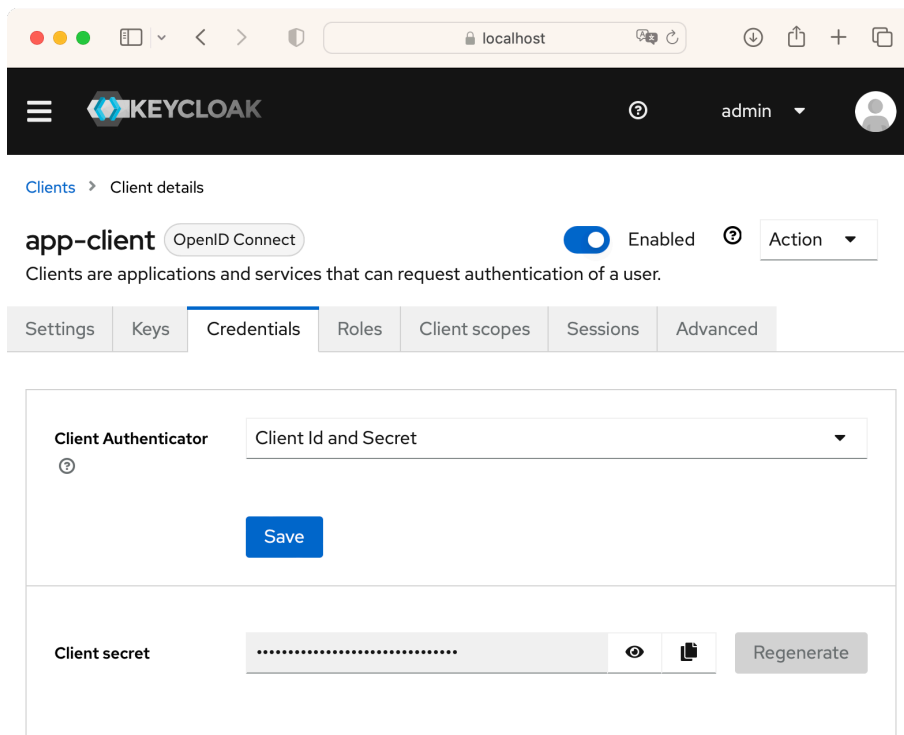 localhost
KEYCLOAK
admin
Clients Client details
app-client OpenID Connect Enabled Action
Clients are applications and services that can request authentication of a user.
Settings Keys Credentials Roles Client scopes Sessions Advanced
Client Authenticator Client Id and Secret
Save
Client secret •••••••••••••••••••••••••••••••• Regenerate